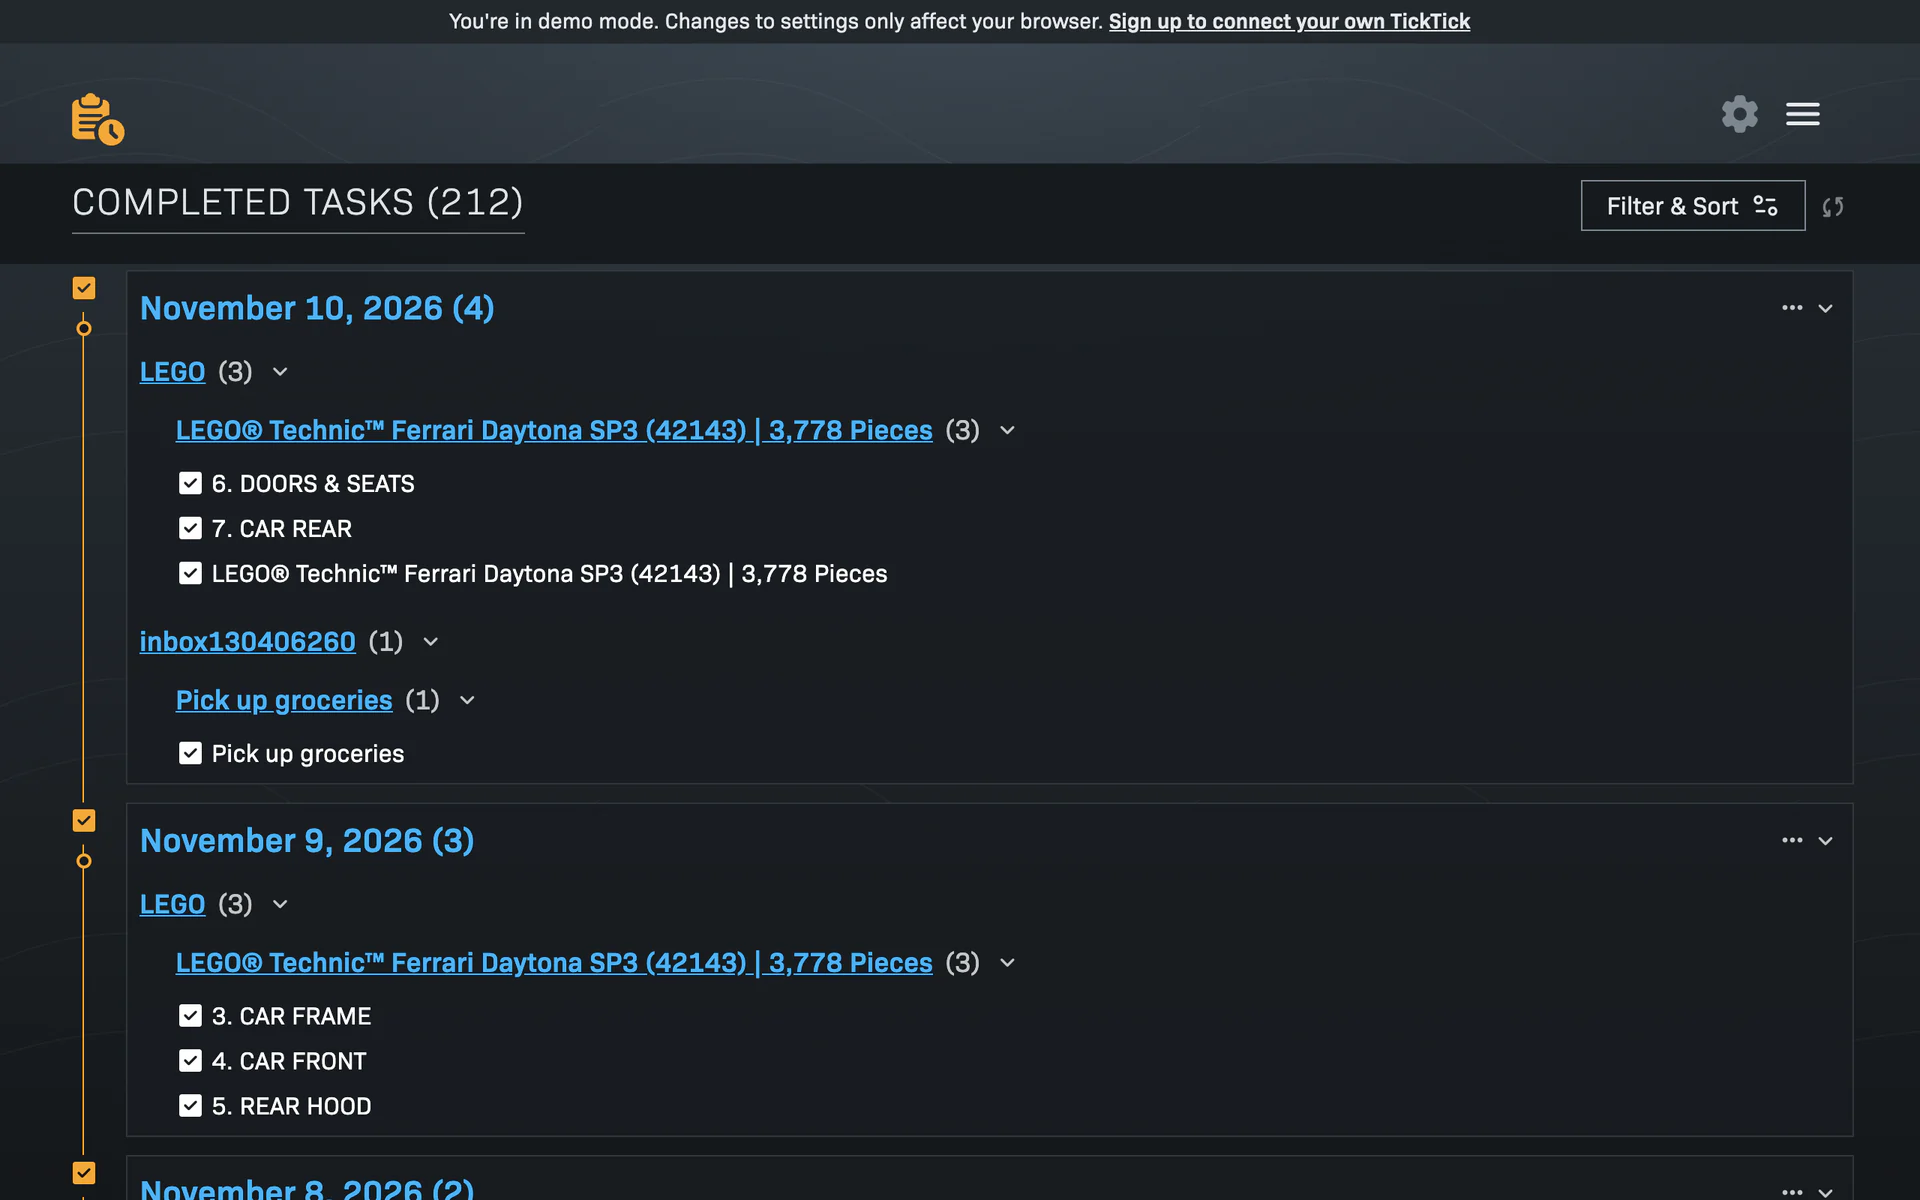 You're in demo mode. Changes to settings only affect your browser. Sign up to connect your own TickTick
COMPLETED TASKS (212)
Filter & Sort
November 10, 2026 (4)
LEGO (3)
LEGO® Technic™ Ferrari Daytona SP3 (42143) | 3,778 Pieces (3)
6. DOORS & SEATS
7. CAR REAR
LEGO® Technic™ Ferrari Daytona SP3 (42143) | 3,778 Pieces
inbox130406260 (1)
Pick up groceries (1)
Pick up groceries
November 9, 2026 (3)
LEGO (3)
LEGO® Technic™ Ferrari Daytona SP3 (42143) | 3,778 Pieces (3)
3. CAR FRAME
4. CAR FRONT
5. REAR HOOD
November 8, 2026 (2)